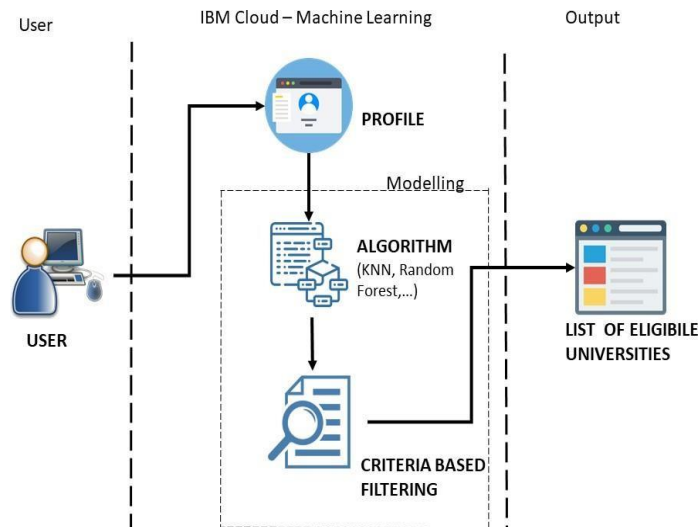 User
IBM Cloud – Machine Learning
Output
PROFILE
Modelling
ALGORITHM
(KNN, Random
Forest,...)
USER
LIST OF ELIGIBILE
UNIVERSITIES
CRITERIA BASED
FILTERING